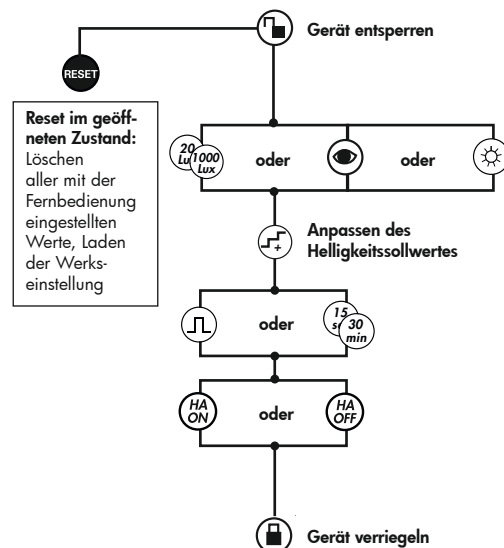 Gerät entsperren
RESET
Reset im geöff-
neten Zustand:
Löschen
aller mit der
Fernbedienung
eingestellten
Werte, Laden
der Werks-
einstellung
20
Lux
1000
Lux
oder
oder
Anpassen des
Helligkeitssollwertes
oder
15
30
min
HA
ON
oder
HA
OFF
Gerät verriegeln